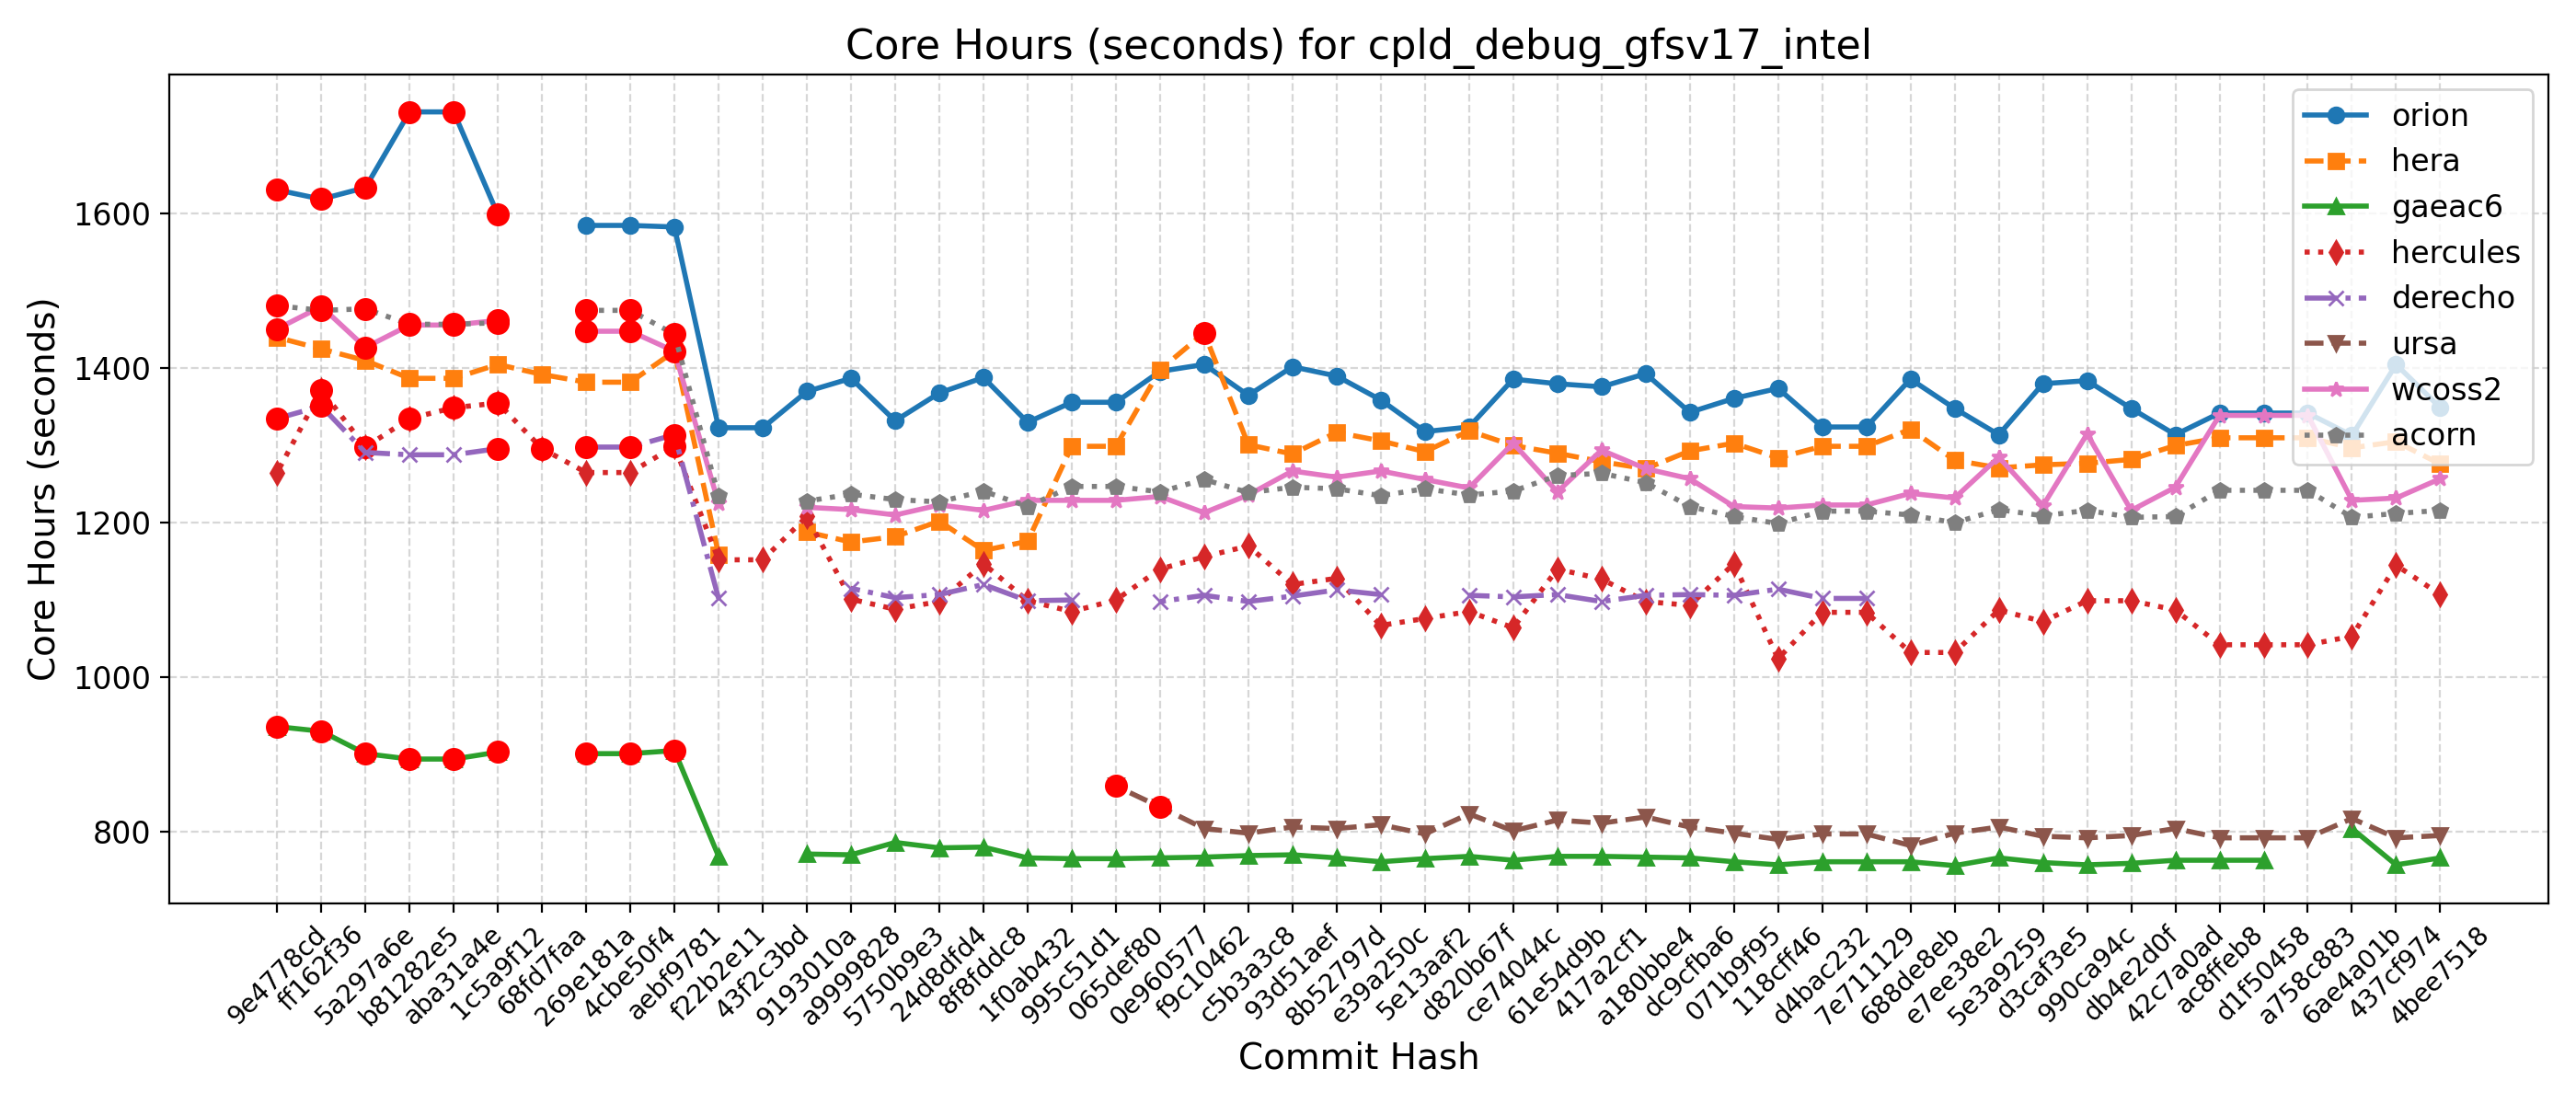 Core Hours (seconds) for cpld_debug_gfsv17_intel
Core Hours (seconds)
1600
1400
1200
1000
800
orion
hera
gaeac6
hercules
derecho
ursa
wcoss2
acorn
9e4778cd
ff162f36
5a297a6e
b81282e5
aba31a4e
1c5a9f12
68fd7faa
269e181a
4cbe50f4
aebf9781
f22b2e11
43f2c3bd
9193010a
a9999828
5750b9e3
24d8dfd4
8f8fddc8
1f0ab432
995c51d1
065def80
0e960577
f9c10462
c5b3a3c8
93d51aef
8b52797d
e39a250c
5e13aaf2
d820b67f
ce74044c
61e54d9b
417a2cf1
a180bbe4
dc9cfba6
071b9f95
118cff46
d4bac232
7e711129
688de8eb
e7ee38e2
5e3a9259
d3caf3e5
990ca94c
db4e2d0f
42c7a0ad
ac8ffeb8
d1f50458
a758c883
6ae4a01b
437cf974
4bee7518
Commit Hash